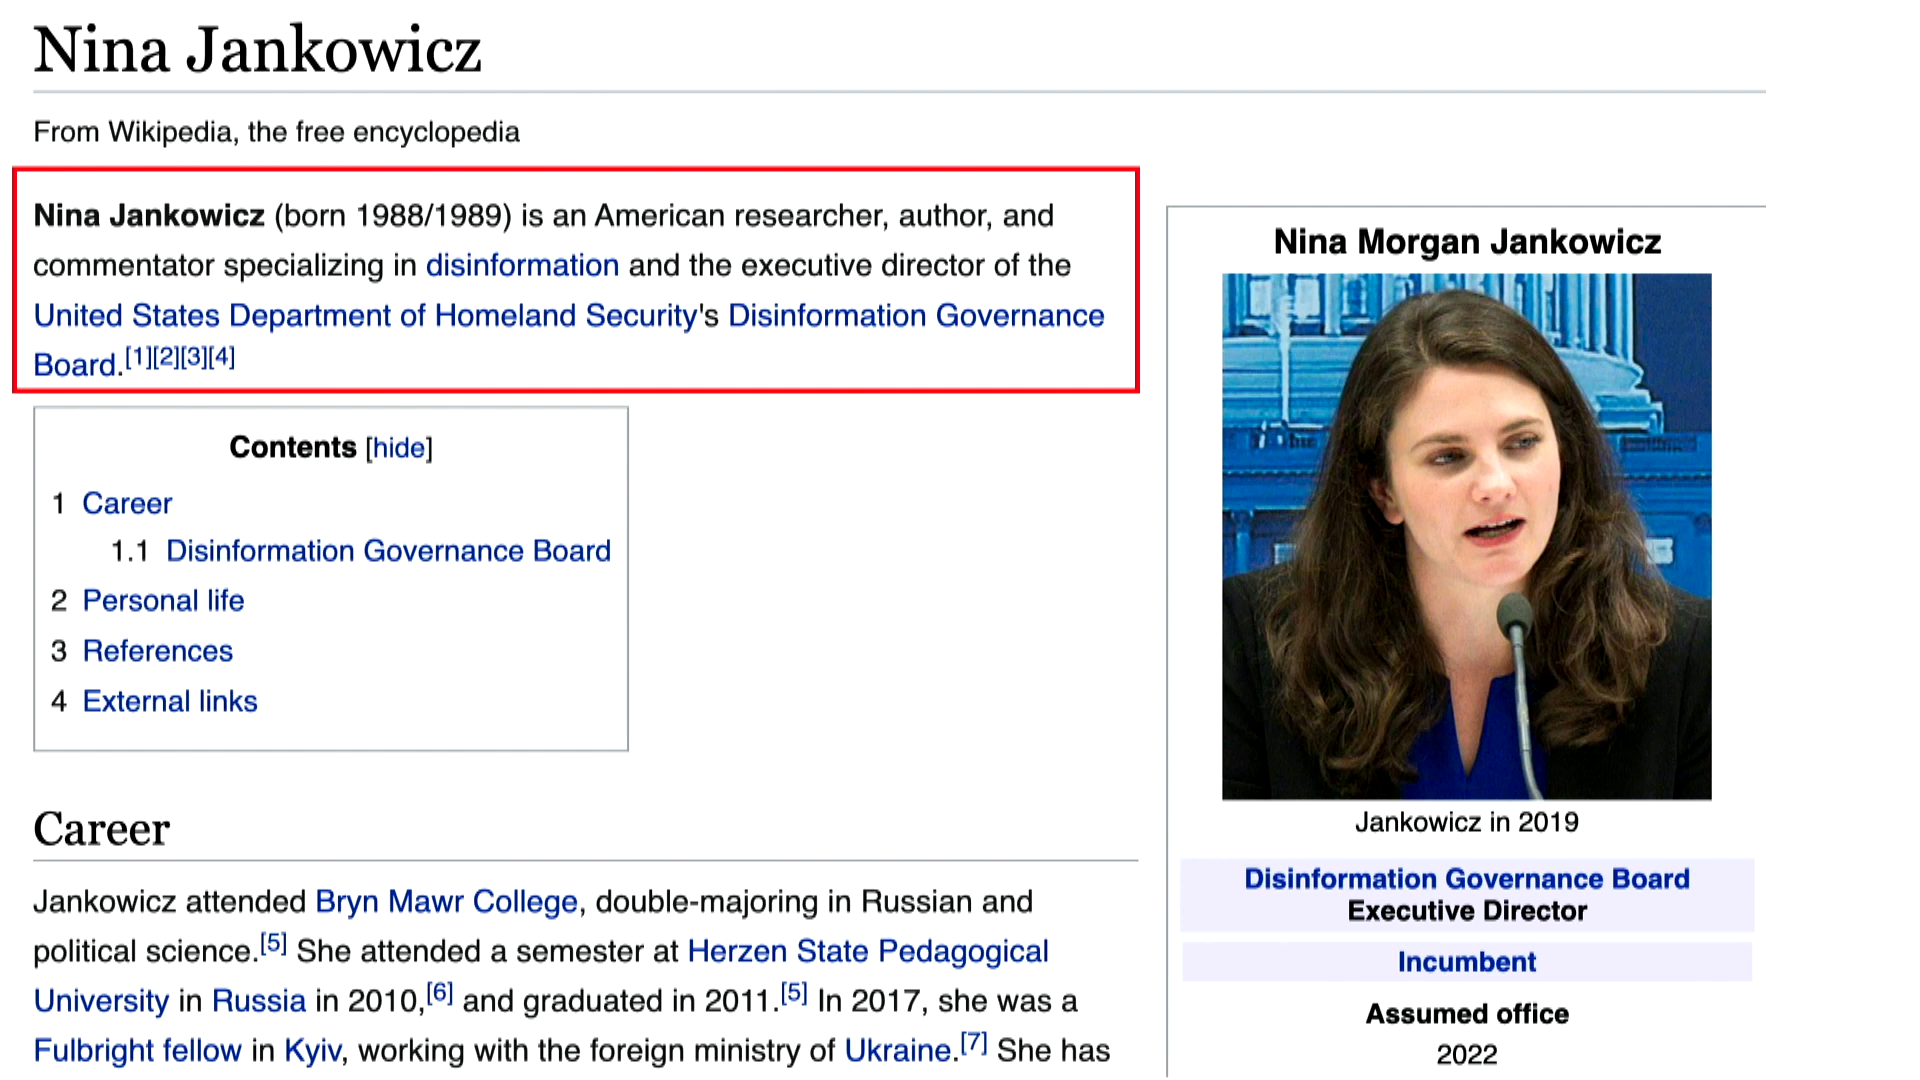 Nina Jankowicz
From Wikipedia, the free encyclopedia
Nina Jankowicz (born 1988/1989) is an American researcher, author, and
commentator specializing in disinformation and the executive director of the
United States Department of Homeland Security's Disinformation Governance
Board.[1][2][3][4]
Contents [hide]
1 Career
1.1 Disinformation Governance Board
2 Personal life
3 References
4 External links
Career
Jankowicz attended Bryn Mawr College, double-majoring in Russian and
political science.[5] She attended a semester at Herzen State Pedagogical
University in Russia in 2010,[6] and graduated in 2011.[5] In 2017, she was a
Fulbright fellow in Kyiv, working with the foreign ministry of Ukraine.[7] She has
Nina Morgan Jankowicz
Jankowicz in 2019
Disinformation Governance Board
Executive Director
Incumbent
Assumed office
2022